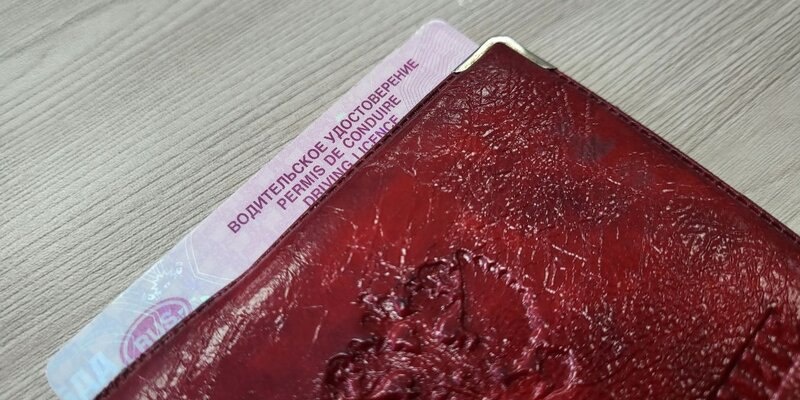 ВОДИТЕЛЬСКОЕ УДОСТОВЕРЕНИЕ
PERMIS DE CONDUIRE
DRIVING LICENCE